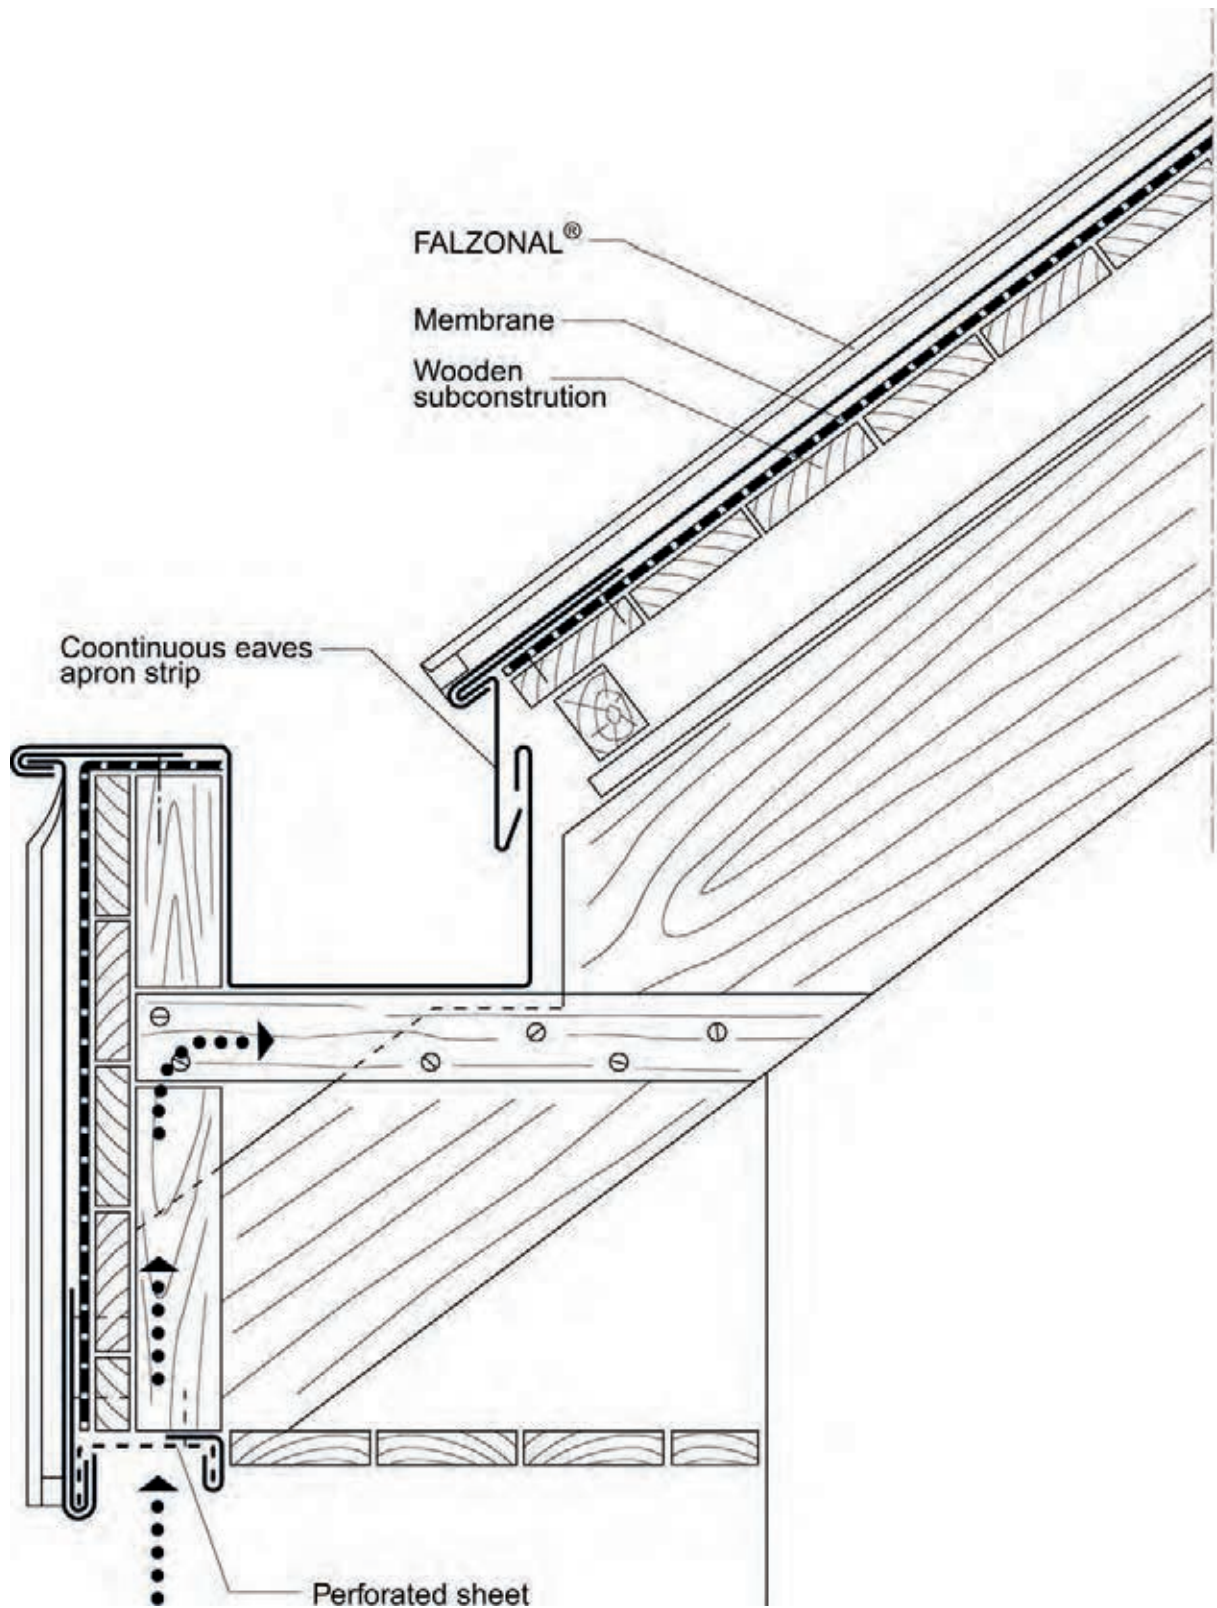 FALZONAL®
Membrane
Wooden
subconstrution
Coontinuous eaves
apron strip
Perforated sheet